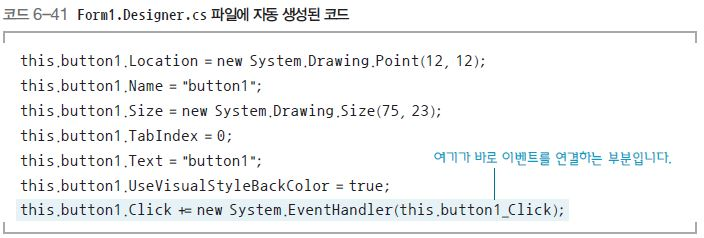 코드 6-41 Form1.Designer.cs 파일에 자동 생성된 코드
this.button1.Location = new System.Drawing.Point(12, 12);
this.button1.Name = "button1";
this.button1.Size = new System.Drawing.Size(75, 23);
this.button1.TabIndex = 0;
this.button1.Text = "button1";
여기가 바로 이벤트를 연결하는 부분입니다.
this.button1.UseVisualStyleBackColor = true;
this.button1.Click += new System.EventHandler(this.button1_Click);